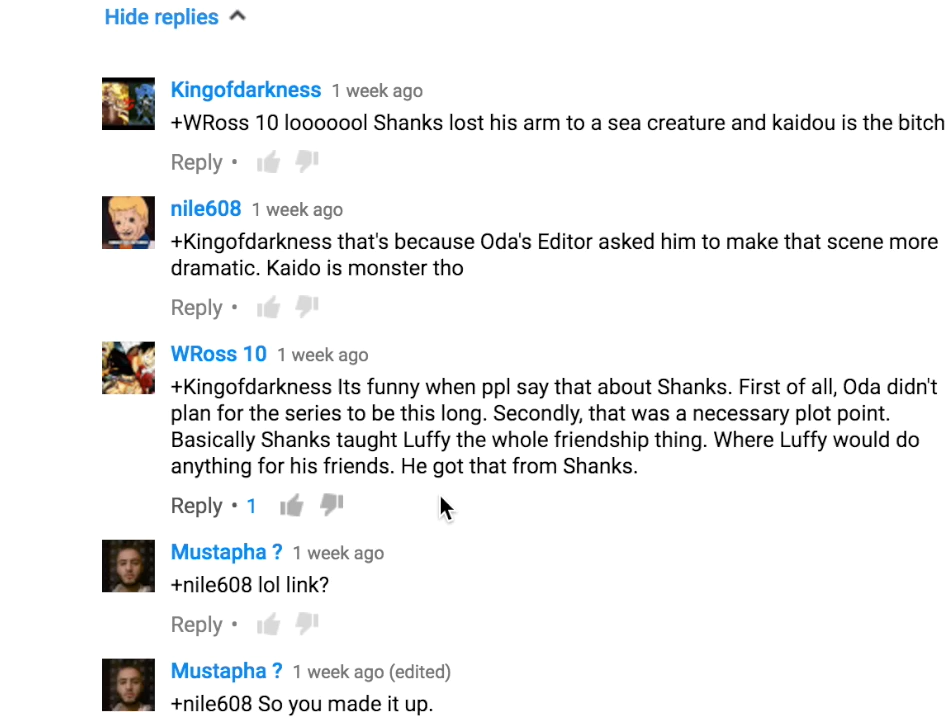 Hide replies
Kingofdarkness 1 week ago
+WRoss 10 looooool Shanks lost his arm to a sea creature and kaidou is the bitch
Reply •
nile608 1 week ago
+Kingofdarkness that's because Oda's Editor asked him to make that scene more
dramatic. Kaido is monster tho
Reply •
WRoss 10 1 week ago
+Kingofdarkness Its funny when ppl say that about Shanks. First of all, Oda didn't
plan for the series to be this long. Secondly, that was a necessary plot point.
Basically Shanks taught Luffy the whole friendship thing. Where Luffy would do
anything for his friends. He got that from Shanks.
Reply • 1
Mustapha ? 1 week ago
+nile608 lol link?
Reply •
Mustapha ? 1 week ago (edited)
+nile608 So you made it up.